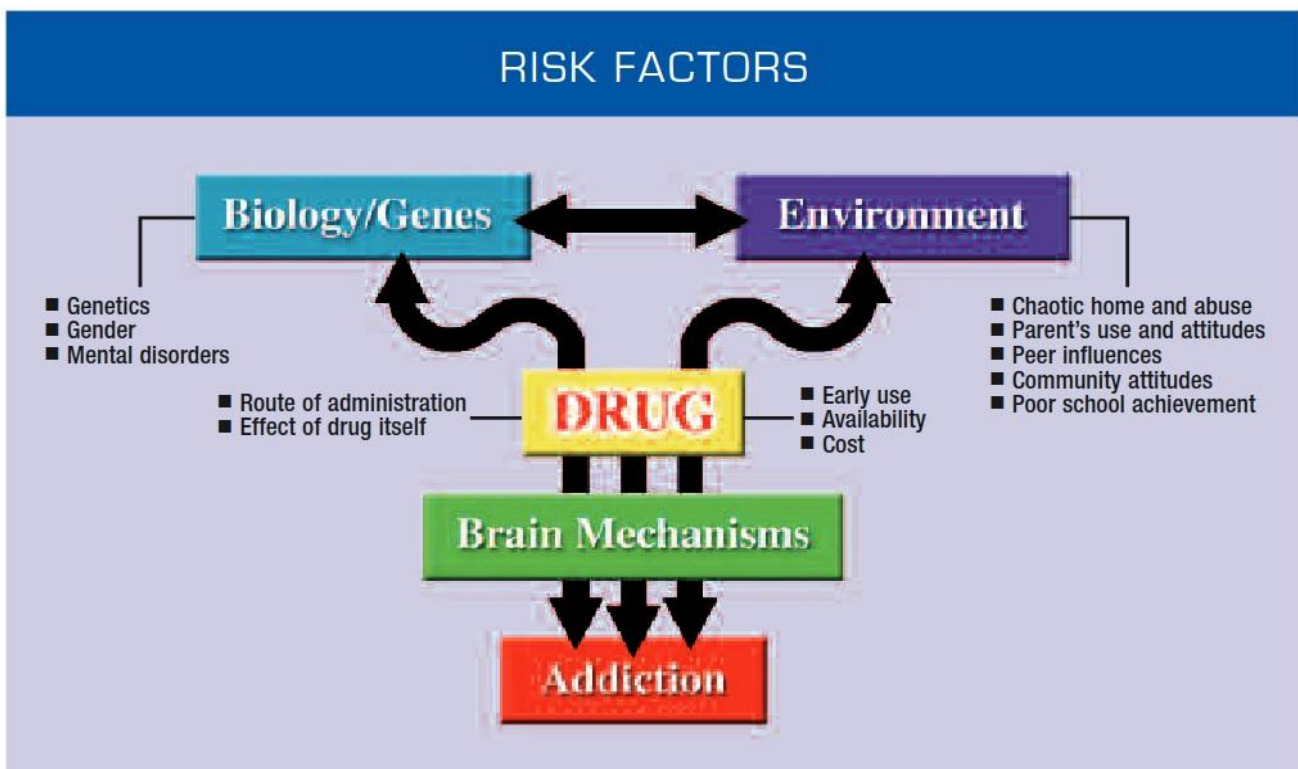 RISK FACTORS
Biology/Genes
Environment
■ Genetics
■ Gender
■ Mental disorders
■ Chaotic home and abuse
■ Parent's use and attitudes
■ Peer influences
■ Community attitudes
■ Poor school achievement
■ Route of administration
■ Effect of drug itself
DRUG
■ Early use
■ Availability
■ Cost
Brain Mechanisms
Addiction